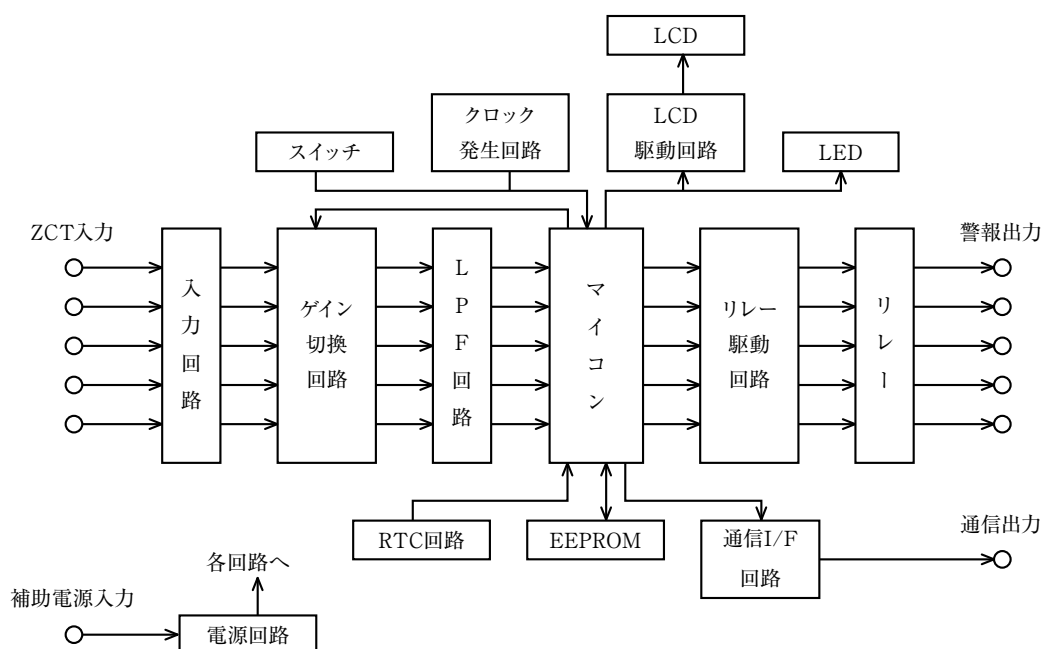 LCD
クロック
発生回路
LCD
駆動回路
スイッチ
LED
ZCT入力
警報出力
入力回路
ゲイン
切換
回路
LPF回路
マイコン
リレー
駆動
回路
リレー
RTC回路
EEPROM
通信I/F
回路
通信出力
各回路へ
補助電源入力
電源回路